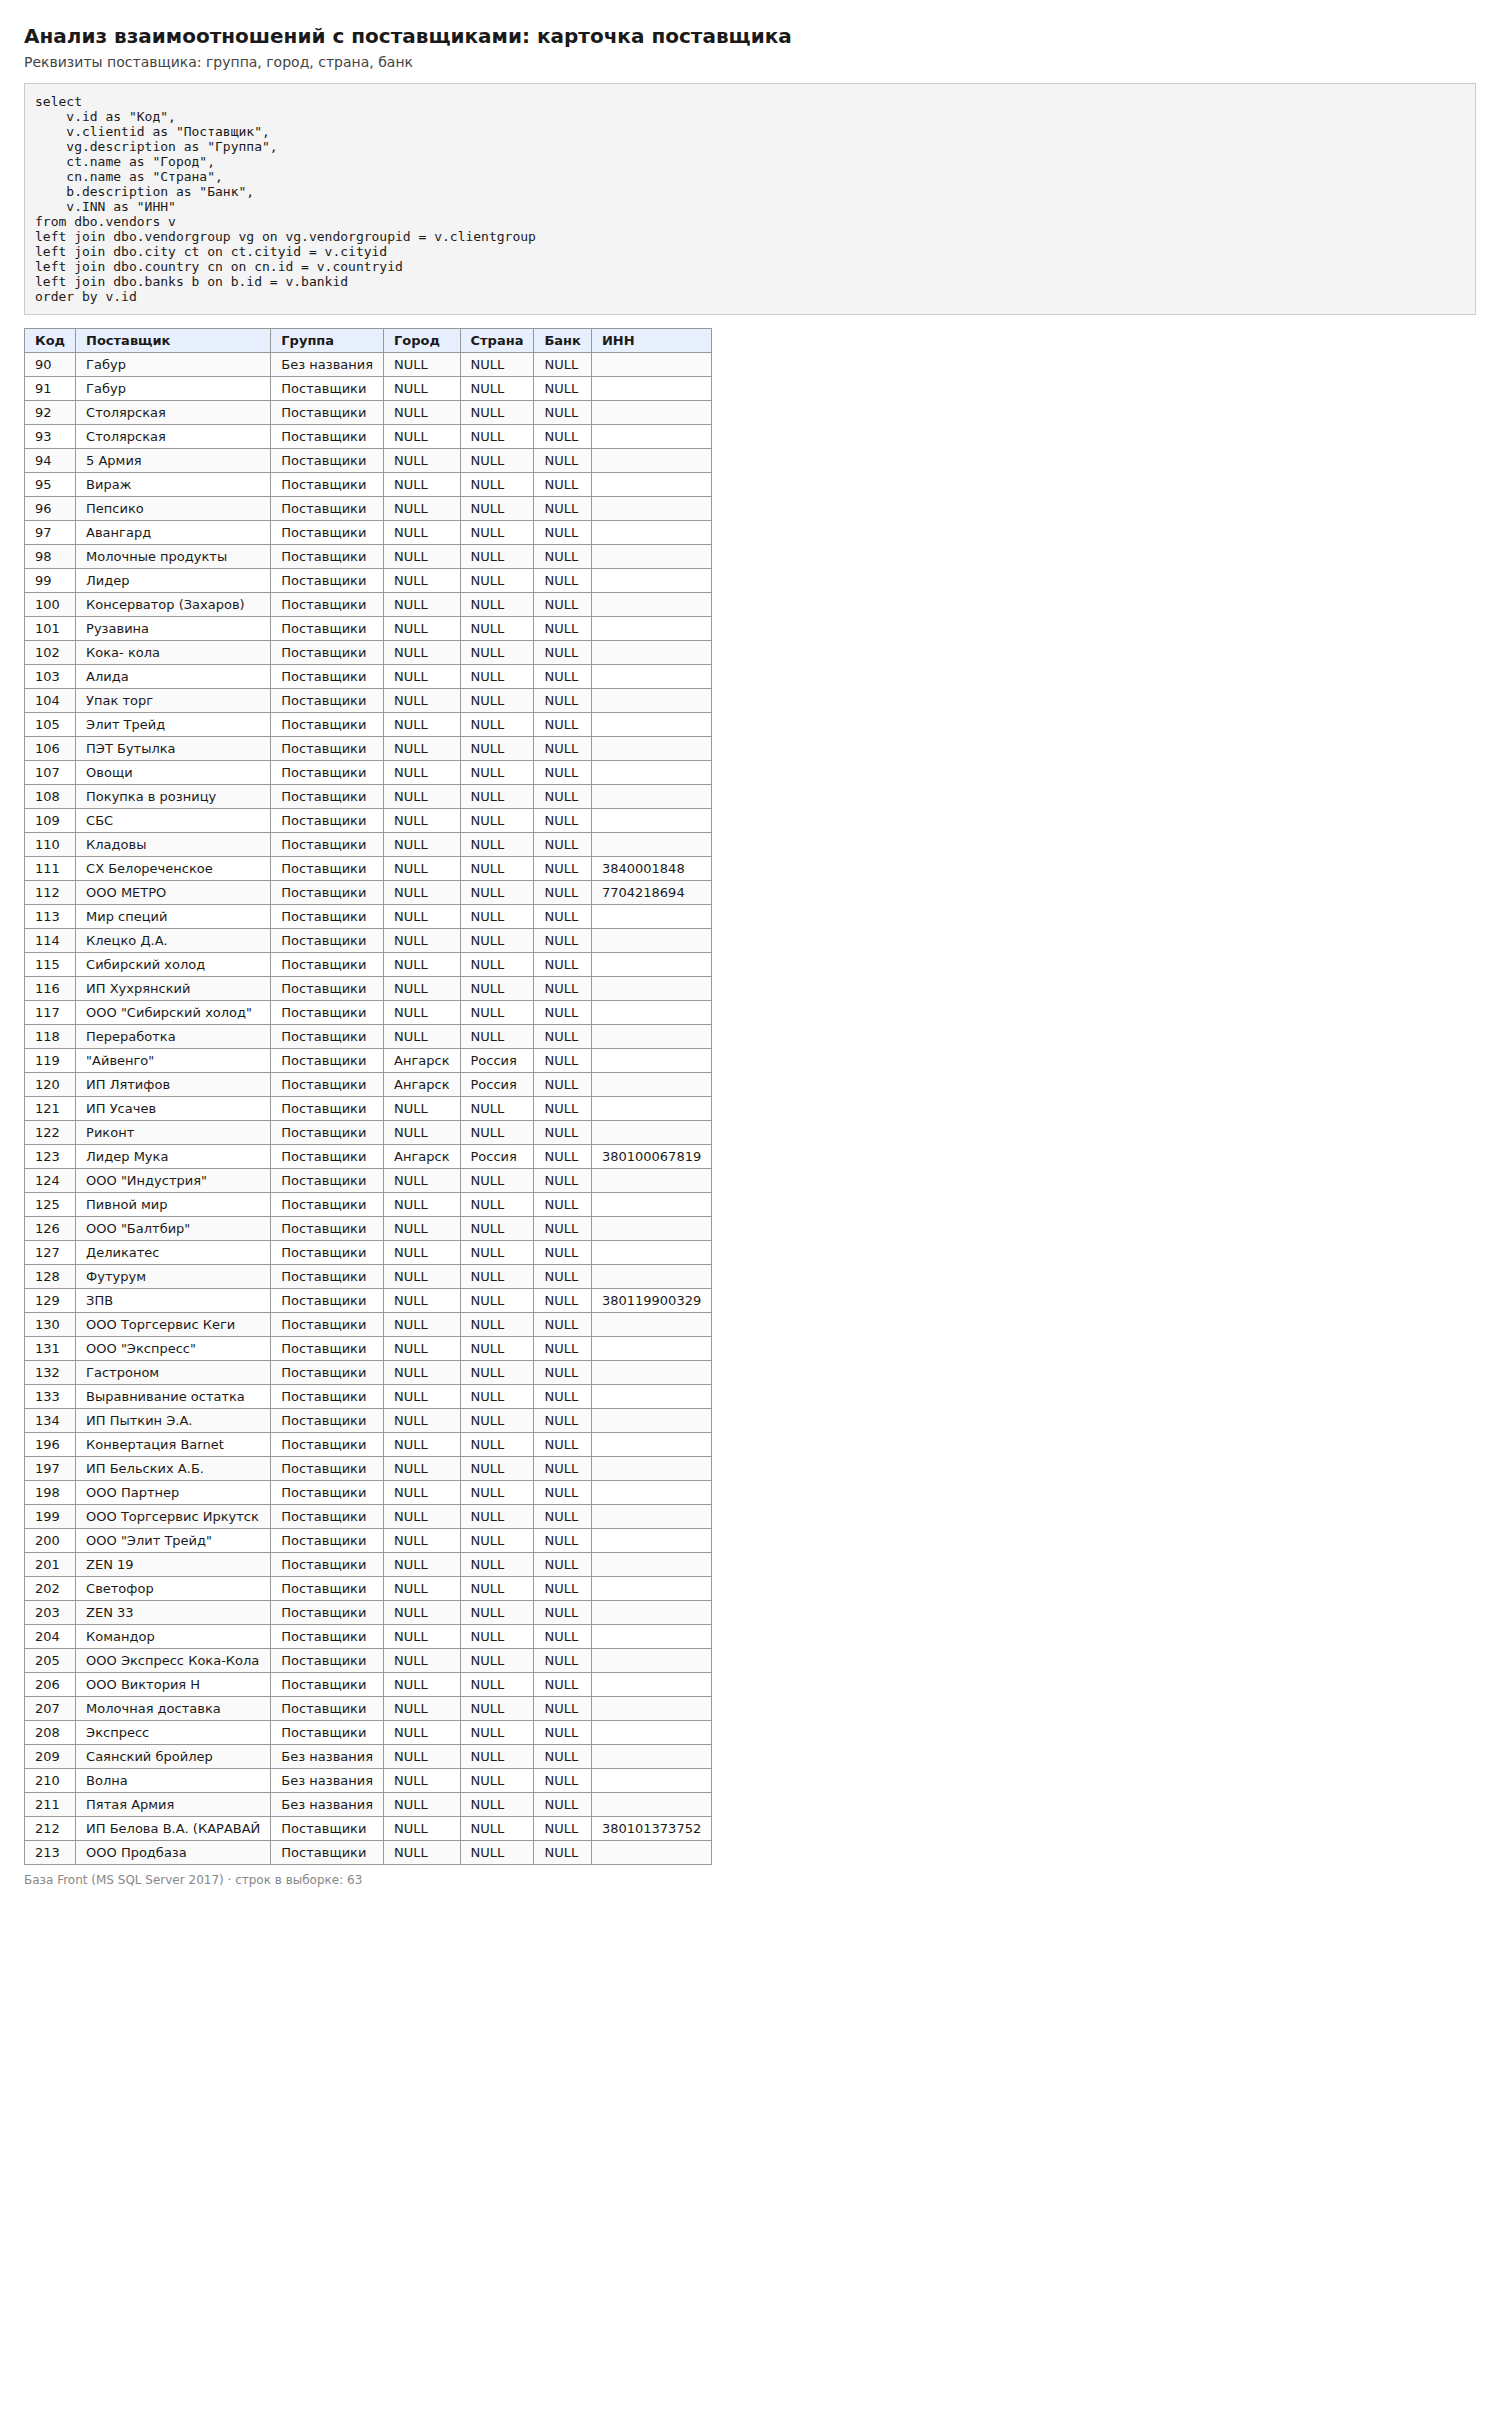 Анализ взаимоотношений с поставщиками: карточка поставщика
Реквизиты поставщика: группа, город, страна, банк
select
    v.id as "Код",
    v.clientid as "Поставщик",
    vg.description as "Группа",
    ct.name as "Город",
    cn.name as "Страна",
    b.description as "Банк",
    v.INN as "ИНН"
from dbo.vendors v
left join dbo.vendorgroup vg on vg.vendorgroupid = v.clientgroup
left join dbo.city ct on ct.cityid = v.cityid
left join dbo.country cn on cn.id = v.countryid
left join dbo.banks b on b.id = v.bankid
order by v.id
Код Поставщик Группа Город Страна Банк ИНН
90 Габур Без названия NULL NULL NULL
91 Габур Поставщики NULL NULL NULL
92 Столярская Поставщики NULL NULL NULL
93 Столярская Поставщики NULL NULL NULL
94 5 Армия Поставщики NULL NULL NULL
95 Вираж Поставщики NULL NULL NULL
96 Пепсико Поставщики NULL NULL NULL
97 Авангард Поставщики NULL NULL NULL
98 Молочные продукты Поставщики NULL NULL NULL
99 Лидер Поставщики NULL NULL NULL
100 Консерватор (Захаров) Поставщики NULL NULL NULL
101 Рузавина Поставщики NULL NULL NULL
102 Кока- кола Поставщики NULL NULL NULL
103 Алида Поставщики NULL NULL NULL
104 Упак торг Поставщики NULL NULL NULL
105 Элит Трейд Поставщики NULL NULL NULL
106 ПЭТ Бутылка Поставщики NULL NULL NULL
107 Овощи Поставщики NULL NULL NULL
108 Покупка в розницу Поставщики NULL NULL NULL
109 СБС Поставщики NULL NULL NULL
110 Кладовы Поставщики NULL NULL NULL
111 СХ Белореченское Поставщики NULL NULL NULL 3840001848
112 ООО МЕТРО Поставщики NULL NULL NULL 7704218694
113 Мир специй Поставщики NULL NULL NULL
114 Клецко Д.А. Поставщики NULL NULL NULL
115 Сибирский холод Поставщики NULL NULL NULL
116 ИП Хухрянский Поставщики NULL NULL NULL
117 ООО "Сибирский холод" Поставщики NULL NULL NULL
118 Переработка Поставщики NULL NULL NULL
119 "Айвенго" Поставщики Ангарск Россия NULL
120 ИП Лятифов Поставщики Ангарск Россия NULL
121 ИП Усачев Поставщики NULL NULL NULL
122 Риконт Поставщики NULL NULL NULL
123 Лидер Мука Поставщики Ангарск Россия NULL 380100067819
124 ООО "Индустрия" Поставщики NULL NULL NULL
125 Пивной мир Поставщики NULL NULL NULL
126 ООО "Балтбир" Поставщики NULL NULL NULL
127 Деликатес Поставщики NULL NULL NULL
128 Футурум Поставщики NULL NULL NULL
129 ЗПВ Поставщики NULL NULL NULL 380119900329
130 ООО Торгсервис Кеги Поставщики NULL NULL NULL
131 ООО "Экспресс" Поставщики NULL NULL NULL
132 Гастроном Поставщики NULL NULL NULL
133 Выравнивание остатка Поставщики NULL NULL NULL
134 ИП Пыткин Э.А. Поставщики NULL NULL NULL
196 Конвертация Barnet Поставщики NULL NULL NULL
197 ИП Бельских А.Б. Поставщики NULL NULL NULL
198 ООО Партнер Поставщики NULL NULL NULL
199 ООО Торгсервис Иркутск Поставщики NULL NULL NULL
200 ООО "Элит Трейд" Поставщики NULL NULL NULL
201 ZEN 19 Поставщики NULL NULL NULL
202 Светофор Поставщики NULL NULL NULL
203 ZEN 33 Поставщики NULL NULL NULL
204 Командор Поставщики NULL NULL NULL
205 ООО Экспресс Кока-Кола Поставщики NULL NULL NULL
206 ООО Виктория Н Поставщики NULL NULL NULL
207 Молочная доставка Поставщики NULL NULL NULL
208 Экспресс Поставщики NULL NULL NULL
209 Саянский бройлер Без названия NULL NULL NULL
210 Волна Без названия NULL NULL NULL
211 Пятая Армия Без названия NULL NULL NULL
212 ИП Белова В.А. (КАРАВАЙ Поставщики NULL NULL NULL 380101373752
213 ООО Продбаза Поставщики NULL NULL NULL
База Front (MS SQL Server 2017) · строк в выборке: 63